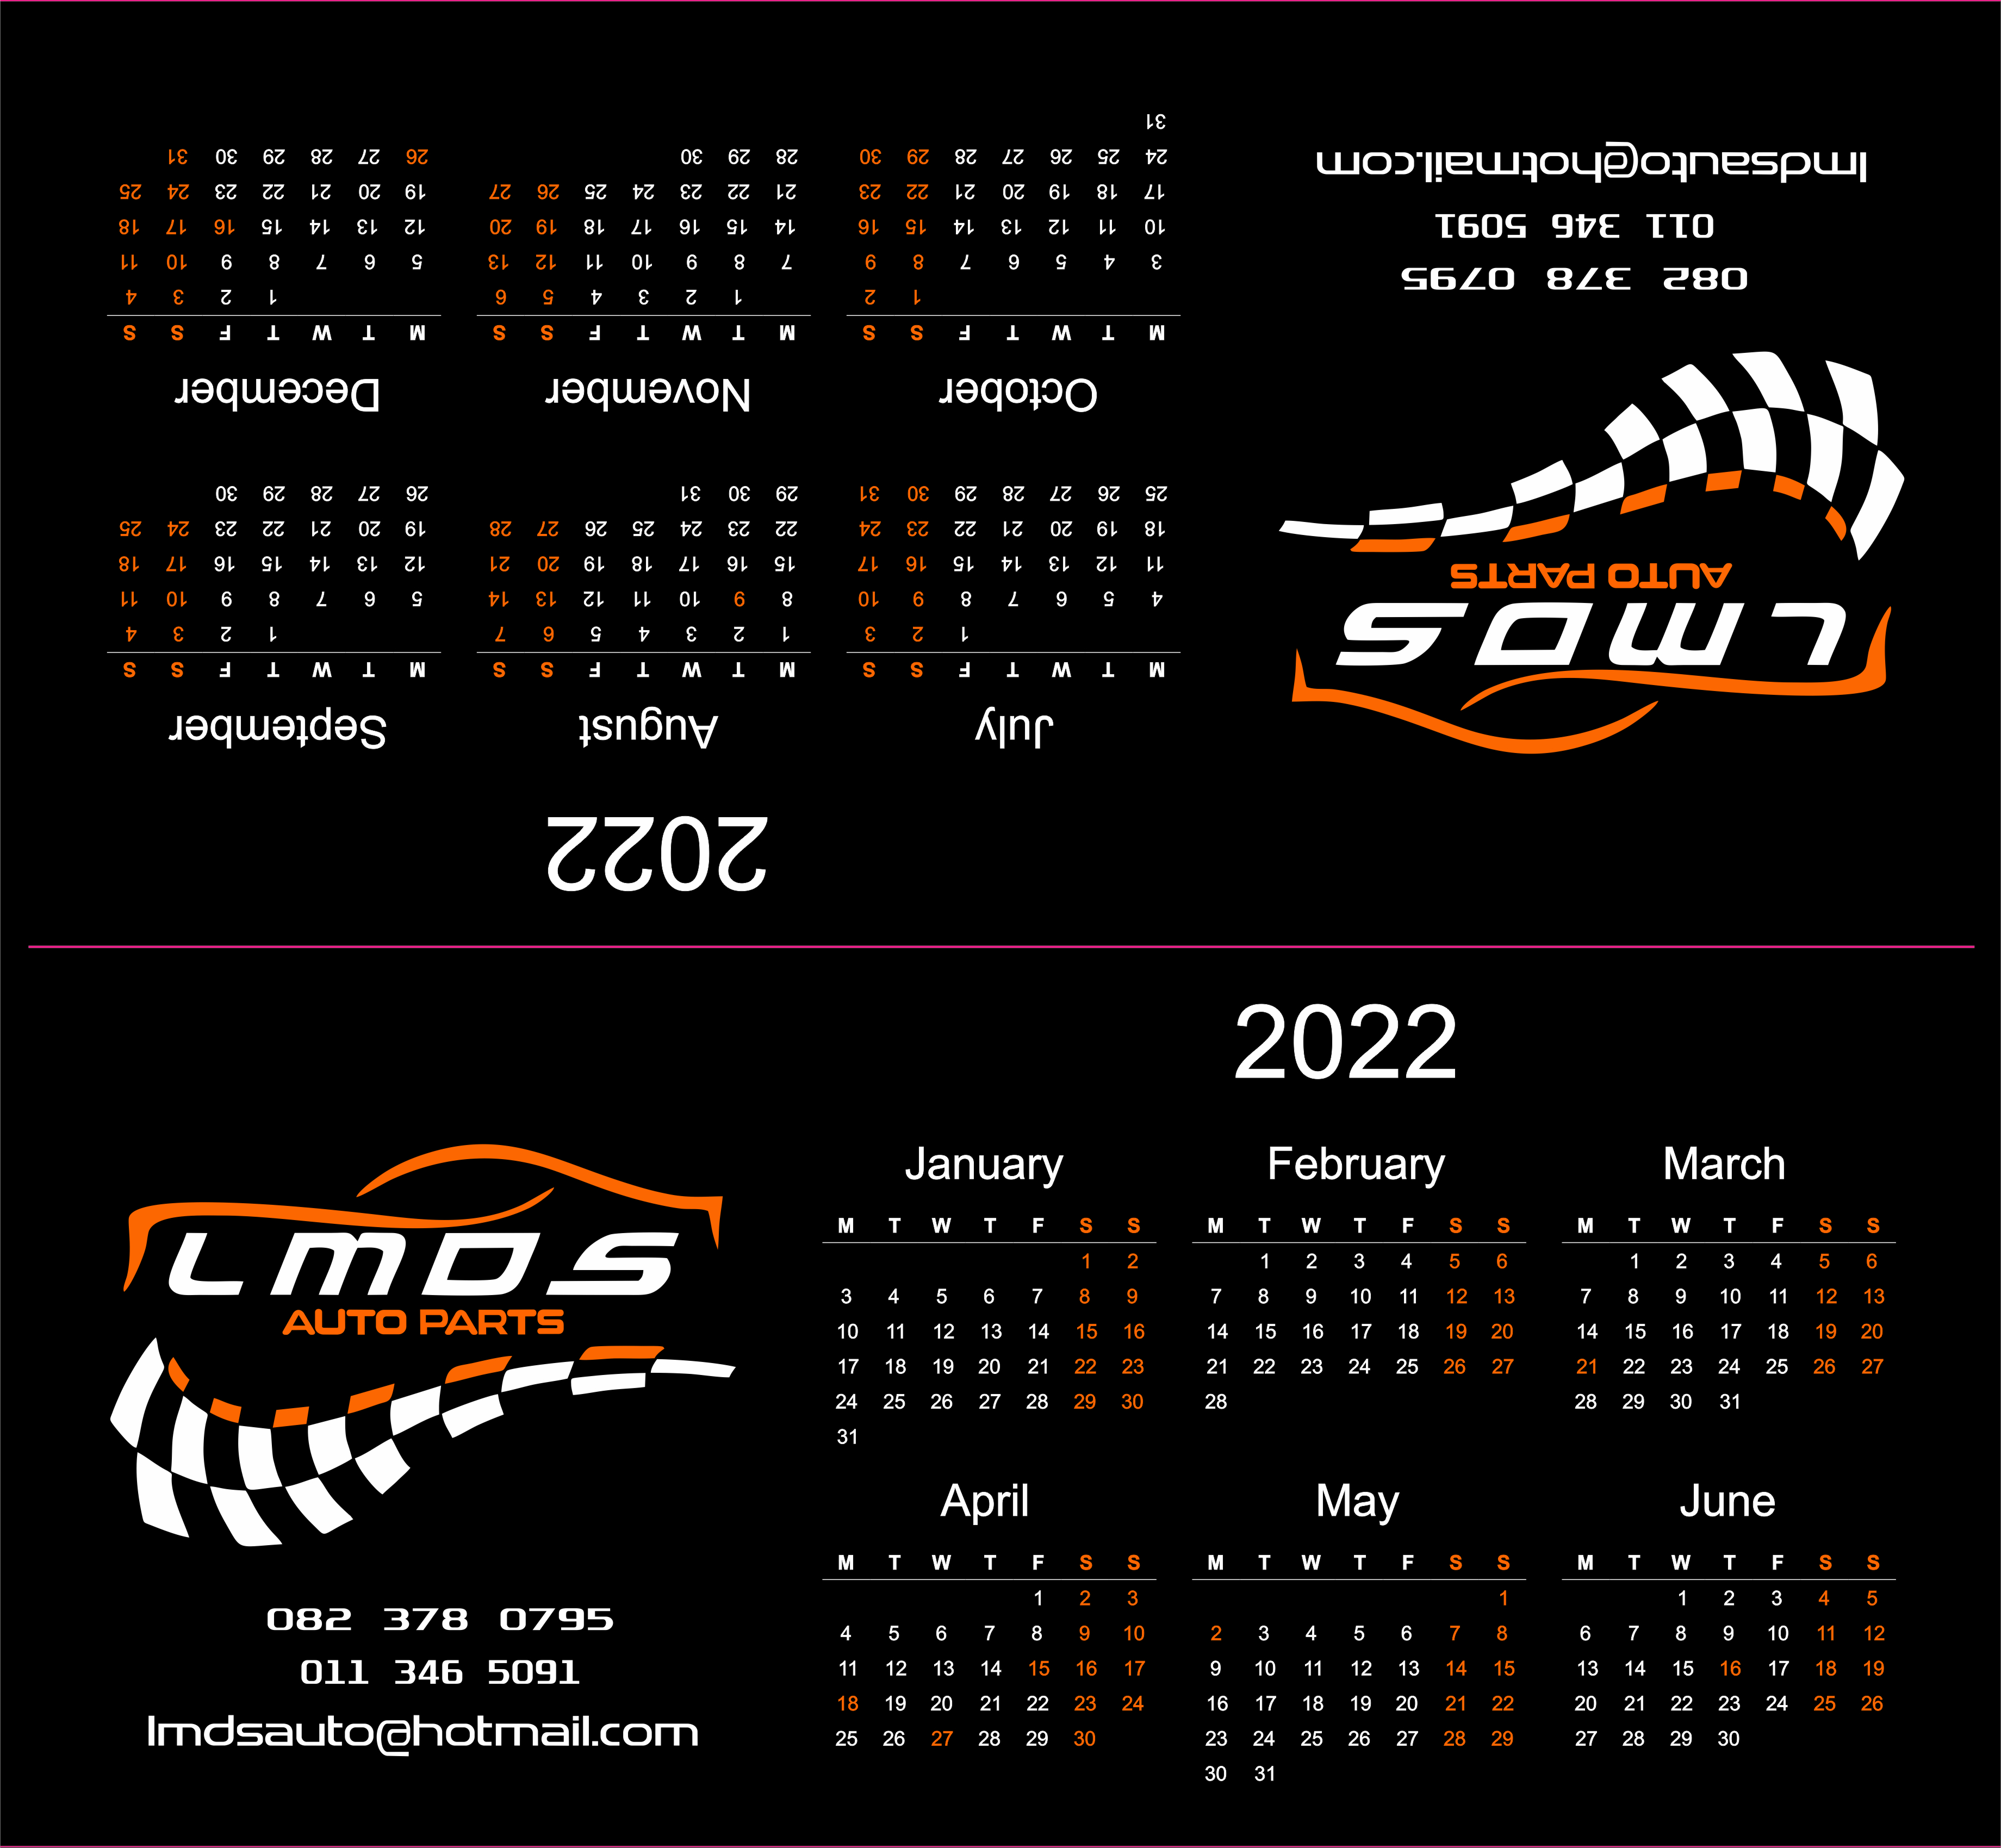 2022
July August September
M T W T F S S M T W T F S S M T W T F S S
1 2 3 1 2 3 4 5 6 7 1 2 3 4
4 5 6 7 8 9 10 8 9 10 11 12 13 14 5 6 7 8 9 10 11
11 12 13 14 15 16 17 15 16 17 18 19 20 21 12 13 14 15 16 17 18
18 19 20 21 22 23 24 22 23 24 25 26 27 28 19 20 21 22 23 24 25
25 26 27 28 29 30 31 29 30 31 26 27 28 29 30
October November December
M T W T F S S M T W T F S S M T W T F S S
1 2 1 2 3 4 5 6 1 2 3 4
3 4 5 6 7 8 9 7 8 9 10 11 12 13 5 6 7 8 9 10 11
10 11 12 13 14 15 16 14 15 16 17 18 19 20 12 13 14 15 16 17 18
17 18 19 20 21 22 23 21 22 23 24 25 26 27 19 20 21 22 23 24 25
24 25 26 27 28 29 30 28 29 30 26 27 28 29 30 31
31
LMDS
AUTO PARTS
082 378 0795
011 346 5091
lmdsauto@hotmail.com
2022
LMDS
AUTO PARTS
082 378 0795
011 346 5091
lmdsauto@hotmail.com
January February March
M T W T F S S M T W T F S S M T W T F S S
1 2 1 2 3 4 5 6 1 2 3 4 5 6
3 4 5 6 7 8 9 7 8 9 10 11 12 13 7 8 9 10 11 12 13
10 11 12 13 14 15 16 14 15 16 17 18 19 20 14 15 16 17 18 19 20
17 18 19 20 21 22 23 21 22 23 24 25 26 27 21 22 23 24 25 26 27
24 25 26 27 28 29 30 28 28 29 30 31
31
April May June
M T W T F S S M T W T F S S M T W T F S S
1 2 3 1 1 2 3 4 5
4 5 6 7 8 9 10 2 3 4 5 6 7 8 6 7 8 9 10 11 12
11 12 13 14 15 16 17 9 10 11 12 13 14 15 13 14 15 16 17 18 19
18 19 20 21 22 23 24 16 17 18 19 20 21 22 20 21 22 23 24 25 26
25 26 27 28 29 30 23 24 25 26 27 28 29 27 28 29 30
30 31